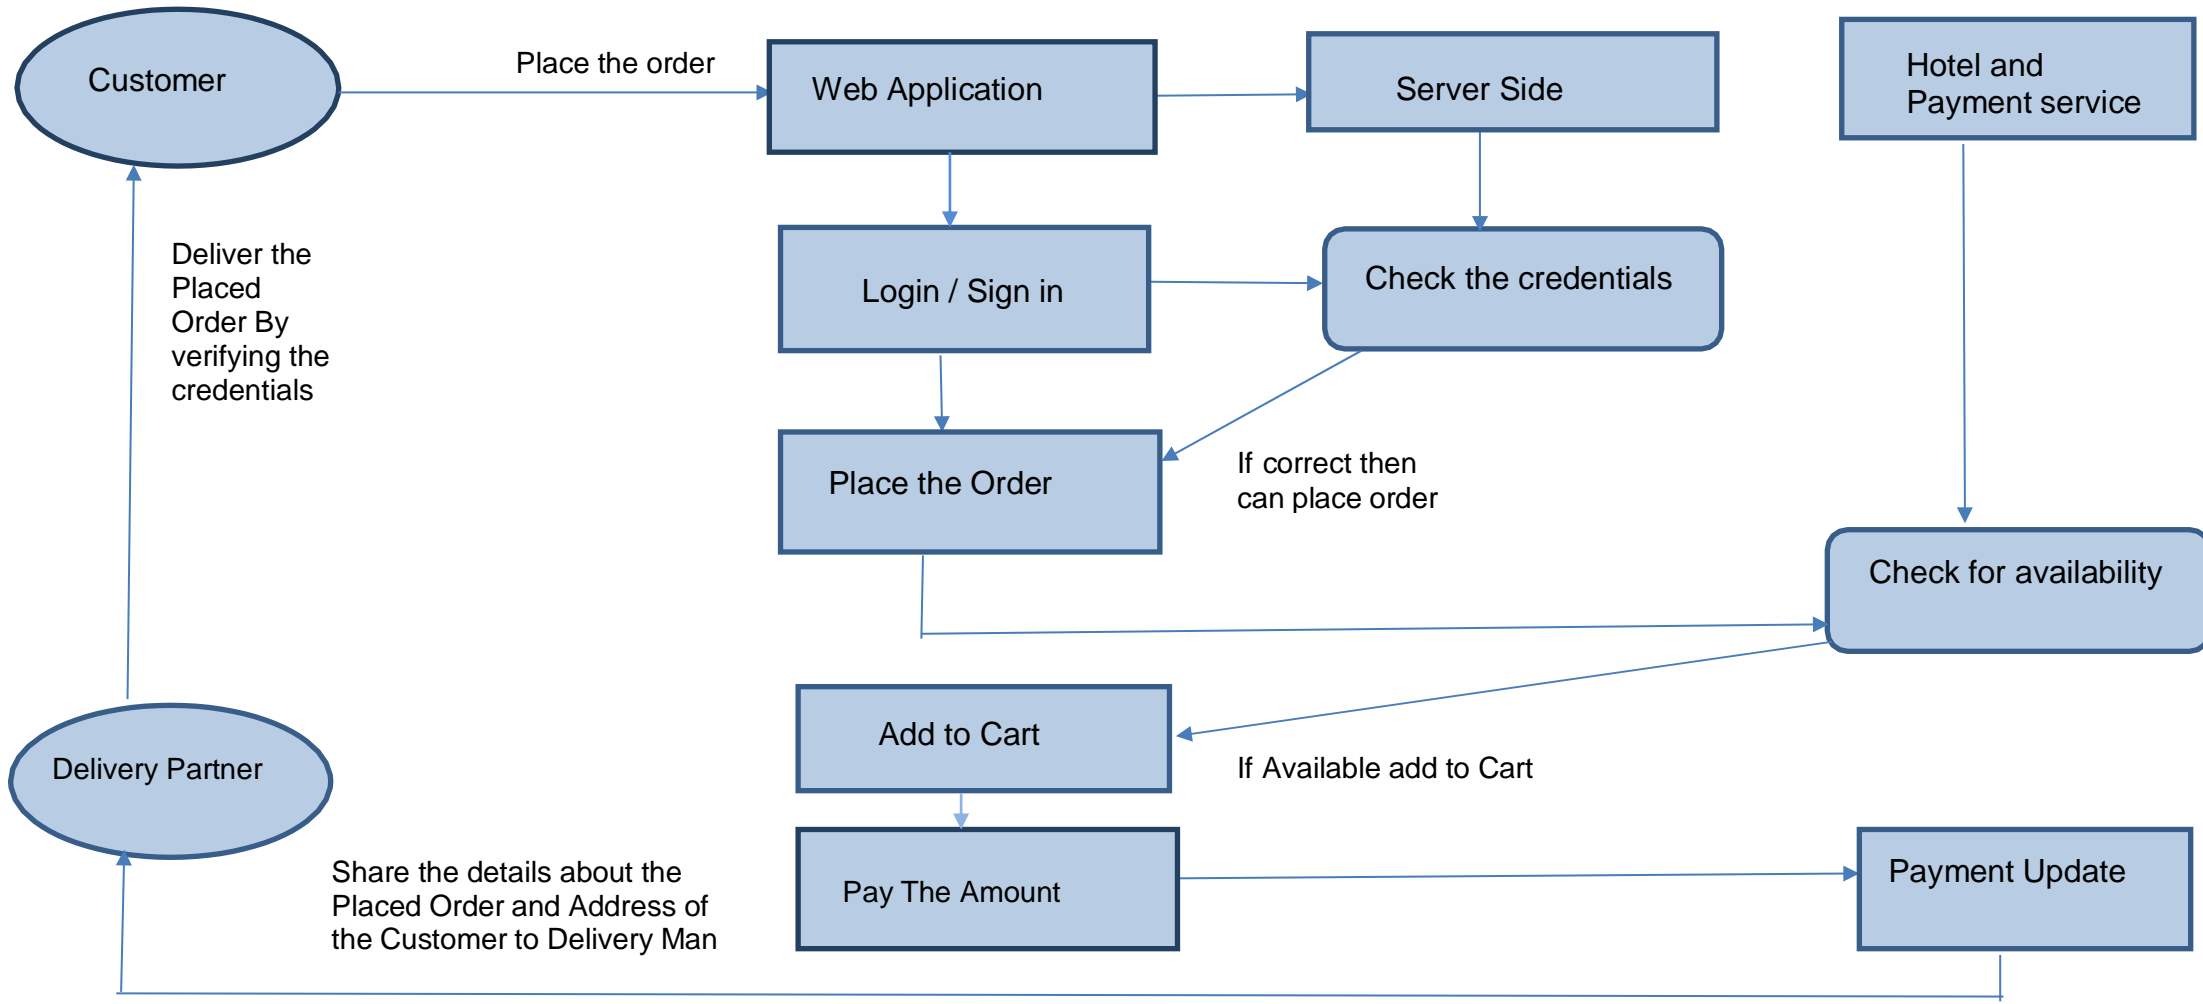 Customer
Place the order
Web Application
Server Side
Hotel and
Payment service
Deliver the
Placed
Order By
verifying the
credentials
Login / Sign in
Check the credentials
Place the Order
If correct then
can place order
Check for availability
Add to Cart
If Available add to Cart
Delivery Partner
Share the details about the
Placed Order and Address of
the Customer to Delivery Man
Pay The Amount
Payment Update